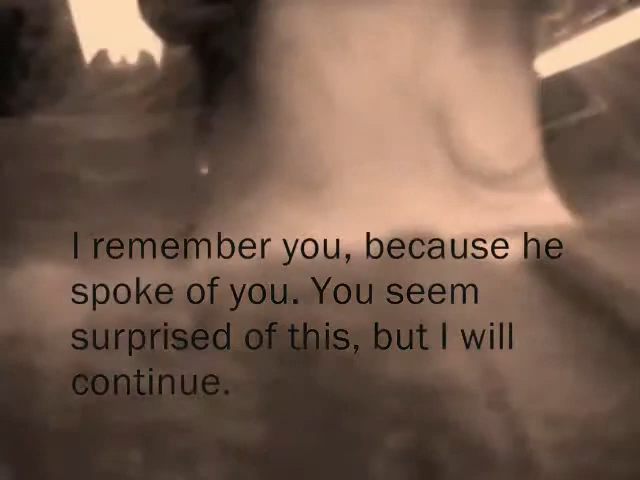 I remember you, because he
spoke of you. You seem
surprised of this, but I will
continue.